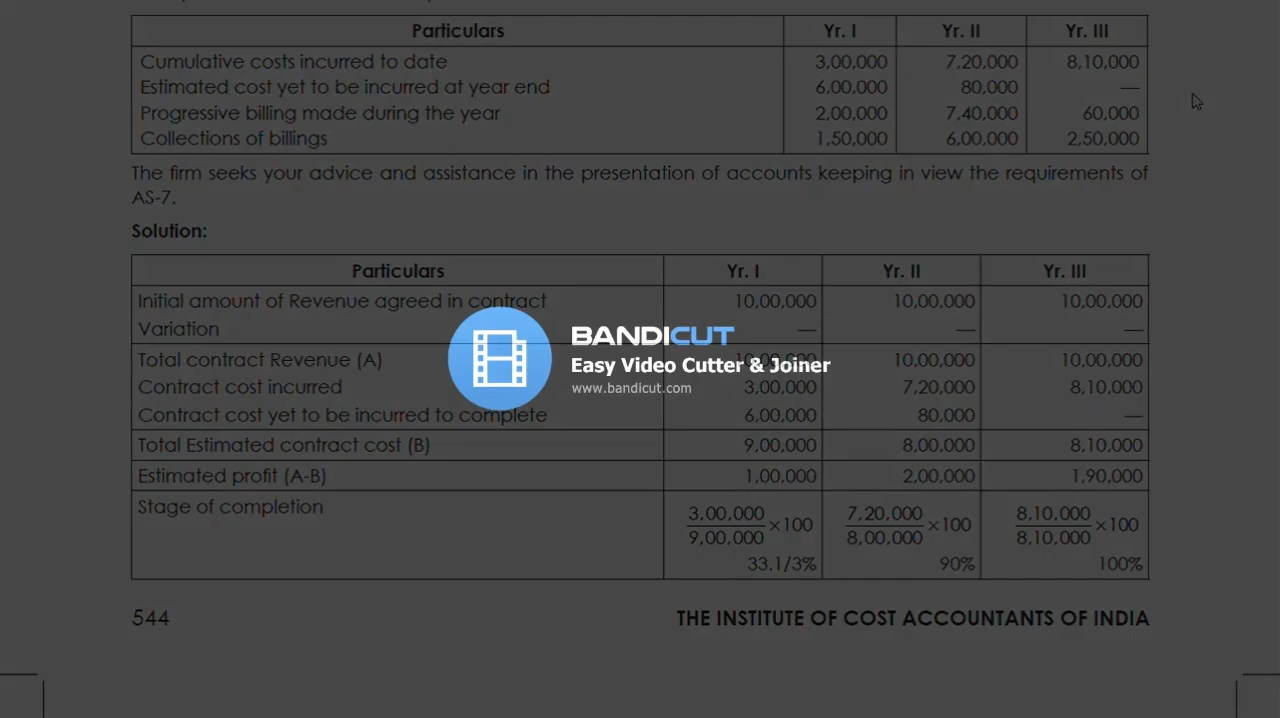 Particulars Yr. I Yr. II Yr. III
Cumulative costs incurred to date 3,00,000 7,20,000 8,10,000
Estimated cost yet to be incurred at year end 6,00,000 80,000 —
Progressive billing made during the year 2,00,000 7,40,000 60,000
Collections of billings 1,50,000 6,00,000 2,50,000
The firm seeks your advice and assistance in the presentation of accounts keeping in view the requirements of
AS-7.
Solution:
Particulars Yr. I Yr. II Yr. III
Initial amount of Revenue agreed in contract 10,00,000 10,00,000 10,00,000
Variation — — —
BANDICUT
Easy Video Cutter & Joiner
www.bandicut.com
Total contract Revenue (A) 10,00,000 10,00,000 10,00,000
Contract cost incurred 3,00,000 7,20,000 8,10,000
Contract cost yet to be incurred to complete 6,00,000 80,000 —
Total Estimated contract cost (B) 9,00,000 8,00,000 8,10,000
Estimated profit (A-B) 1,00,000 2,00,000 1,90,000
Stage of completion
3,00,000 7,20,000 8,10,000
×100 ×100 ×100
9,00,000 8,00,000 8,10,000
33.1/3% 90% 100%
544 THE INSTITUTE OF COST ACCOUNTANTS OF INDIA